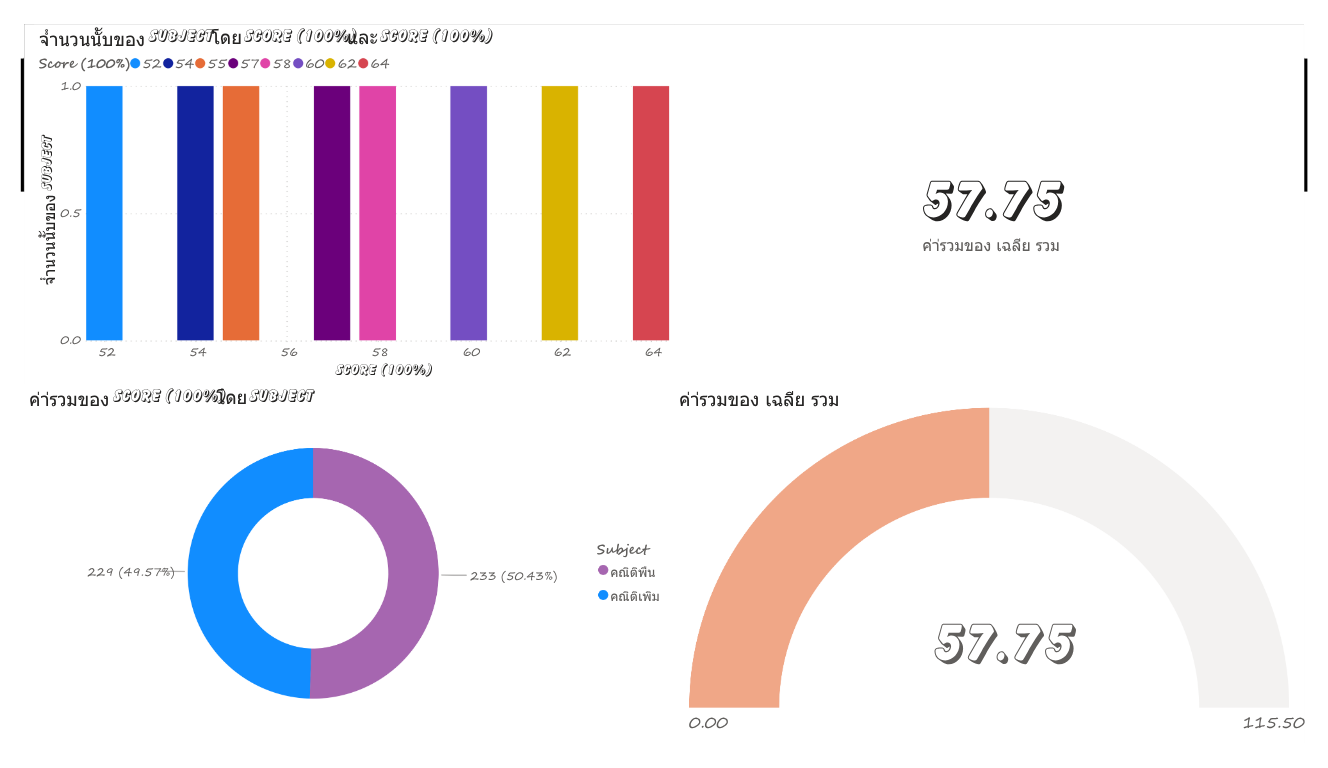 จำนวนนับของ SUBJECT โดย SCORE (100%) และ SCORE (100%)
Score (100%) 52 54 55 57 58 60 62 64
1.0
0.5
0.0
จำนวนนับของ SUBJECT
52 54 56 58 60 62 64
SCORE (100%)
57.75
ค่ารวมของ เฉลี่ย รวม
ค่ารวมของ SCORE (100%) โดย SUBJECT
229 (49.57%)
233 (50.43%)
Subject
คณิตพื้น
คณิตเพิ่ม
ค่ารวมของ เฉลี่ย รวม
57.75
0.00
115.50